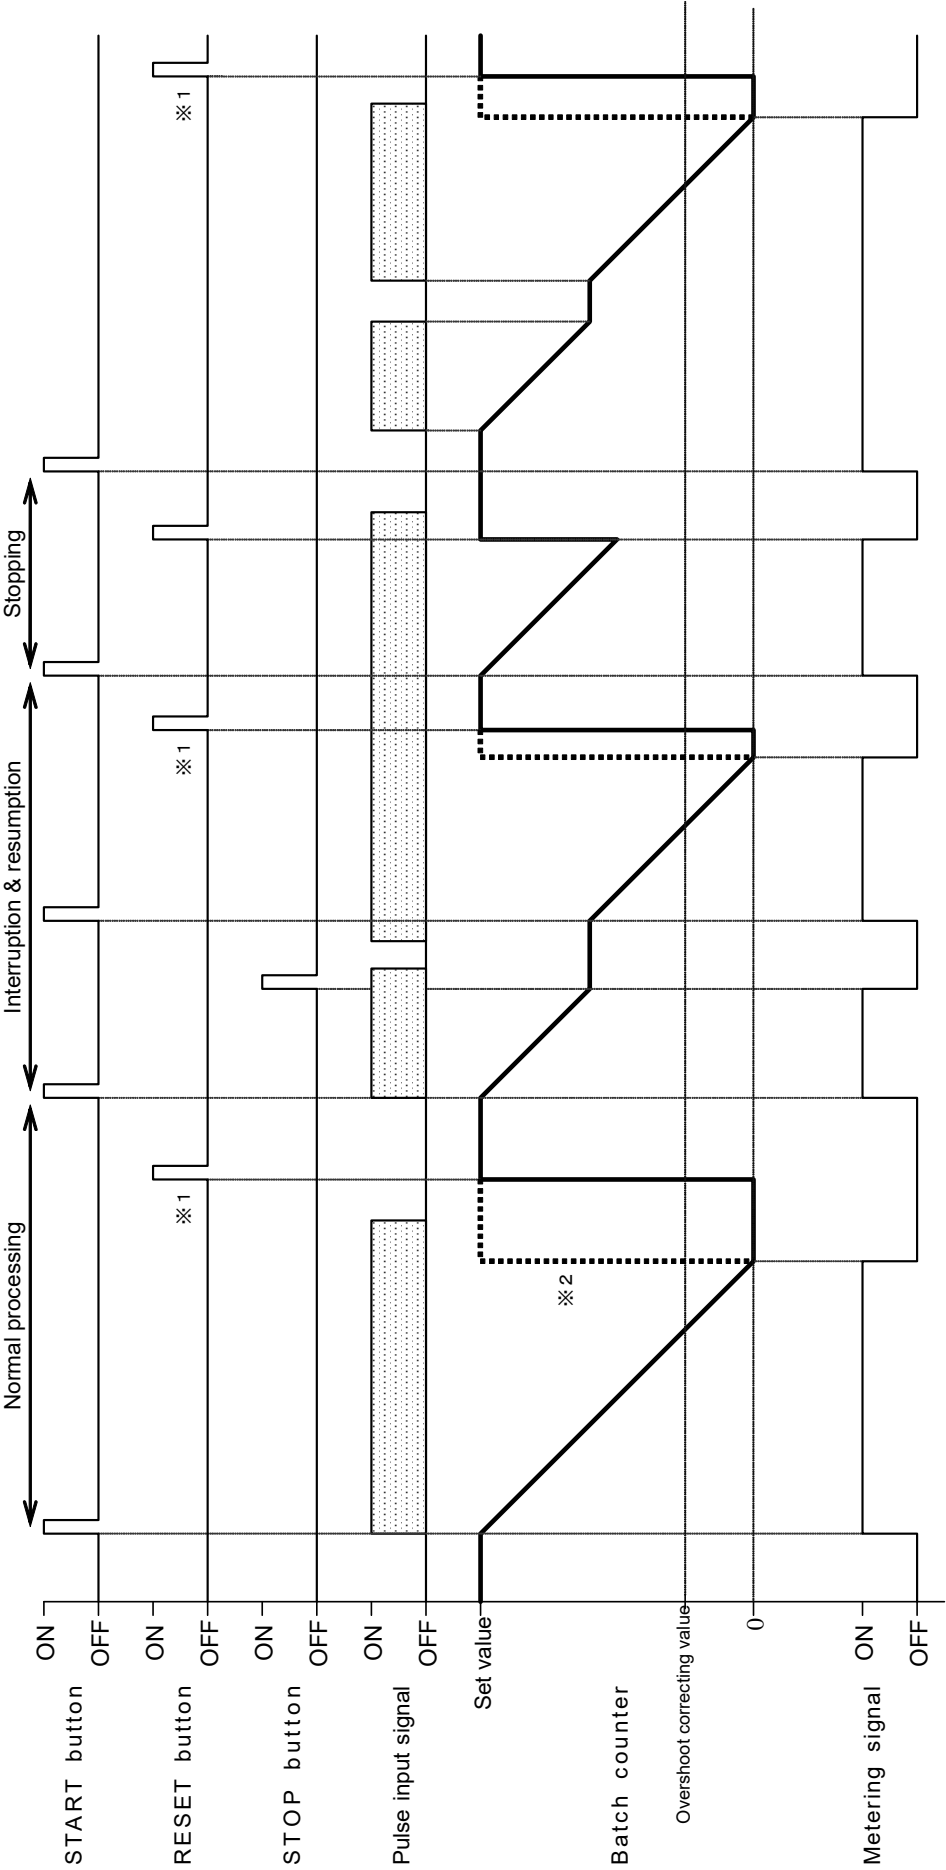 Normal processing
Interruption & resumption
Stopping
START button
ON
OFF
RESET button
ON
OFF
※1
※1
※1
STOP button
ON
OFF
Pulse input signal
ON
OFF
Set value
Batch counter
※2
Overshoot correcting value
0
Metering signal
ON
OFF